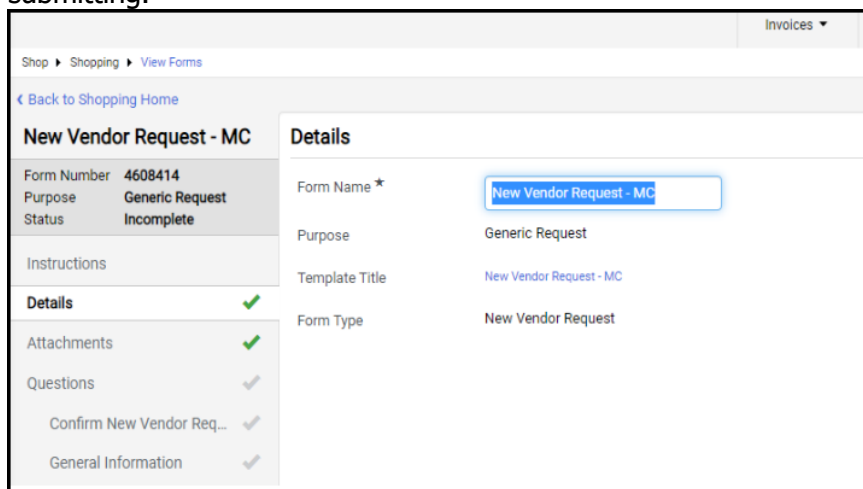 submitting.
Invoices
Shop Shopping View Forms
Back to Shopping Home
New Vendor Request - MC
Form Number 4608414
Purpose Generic Request
Status Incomplete
Instructions
Details
Attachments
Questions
Confirm New Vendor Req...
General Information
Details
Form Name ★ New Vendor Request - MC
Purpose Generic Request
Template Title New Vendor Request - MC
Form Type New Vendor Request